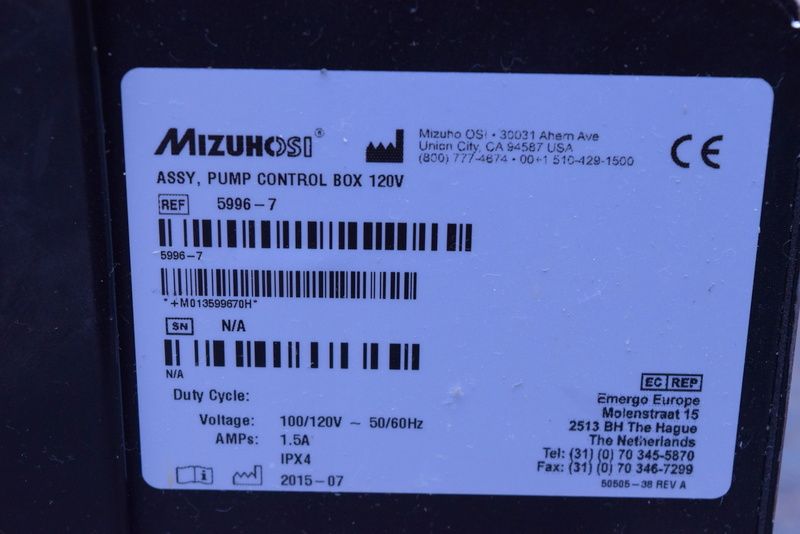 MIZUHOSI®
Mizuho OSI • 30031 Ahern Ave
Union City, CA 94587 USA
(800) 777-4674 • 00+1 510-429-1500
CE
ASSY, PUMP CONTROL BOX 120V
REF 5996-7
5996-7
*+M013599670H*
SN N/A
N/A
Duty Cycle:
Voltage: 100/120V ~ 50/60Hz
AMPs: 1.5A
IPX4
2015-07
EC REP
Emergo Europe
Molenstraat 15
2513 BH The Hague
The Netherlands
Tel: (31) (0) 70 345-5870
Fax: (31) (0) 70 346-7299
50505-38 REV A